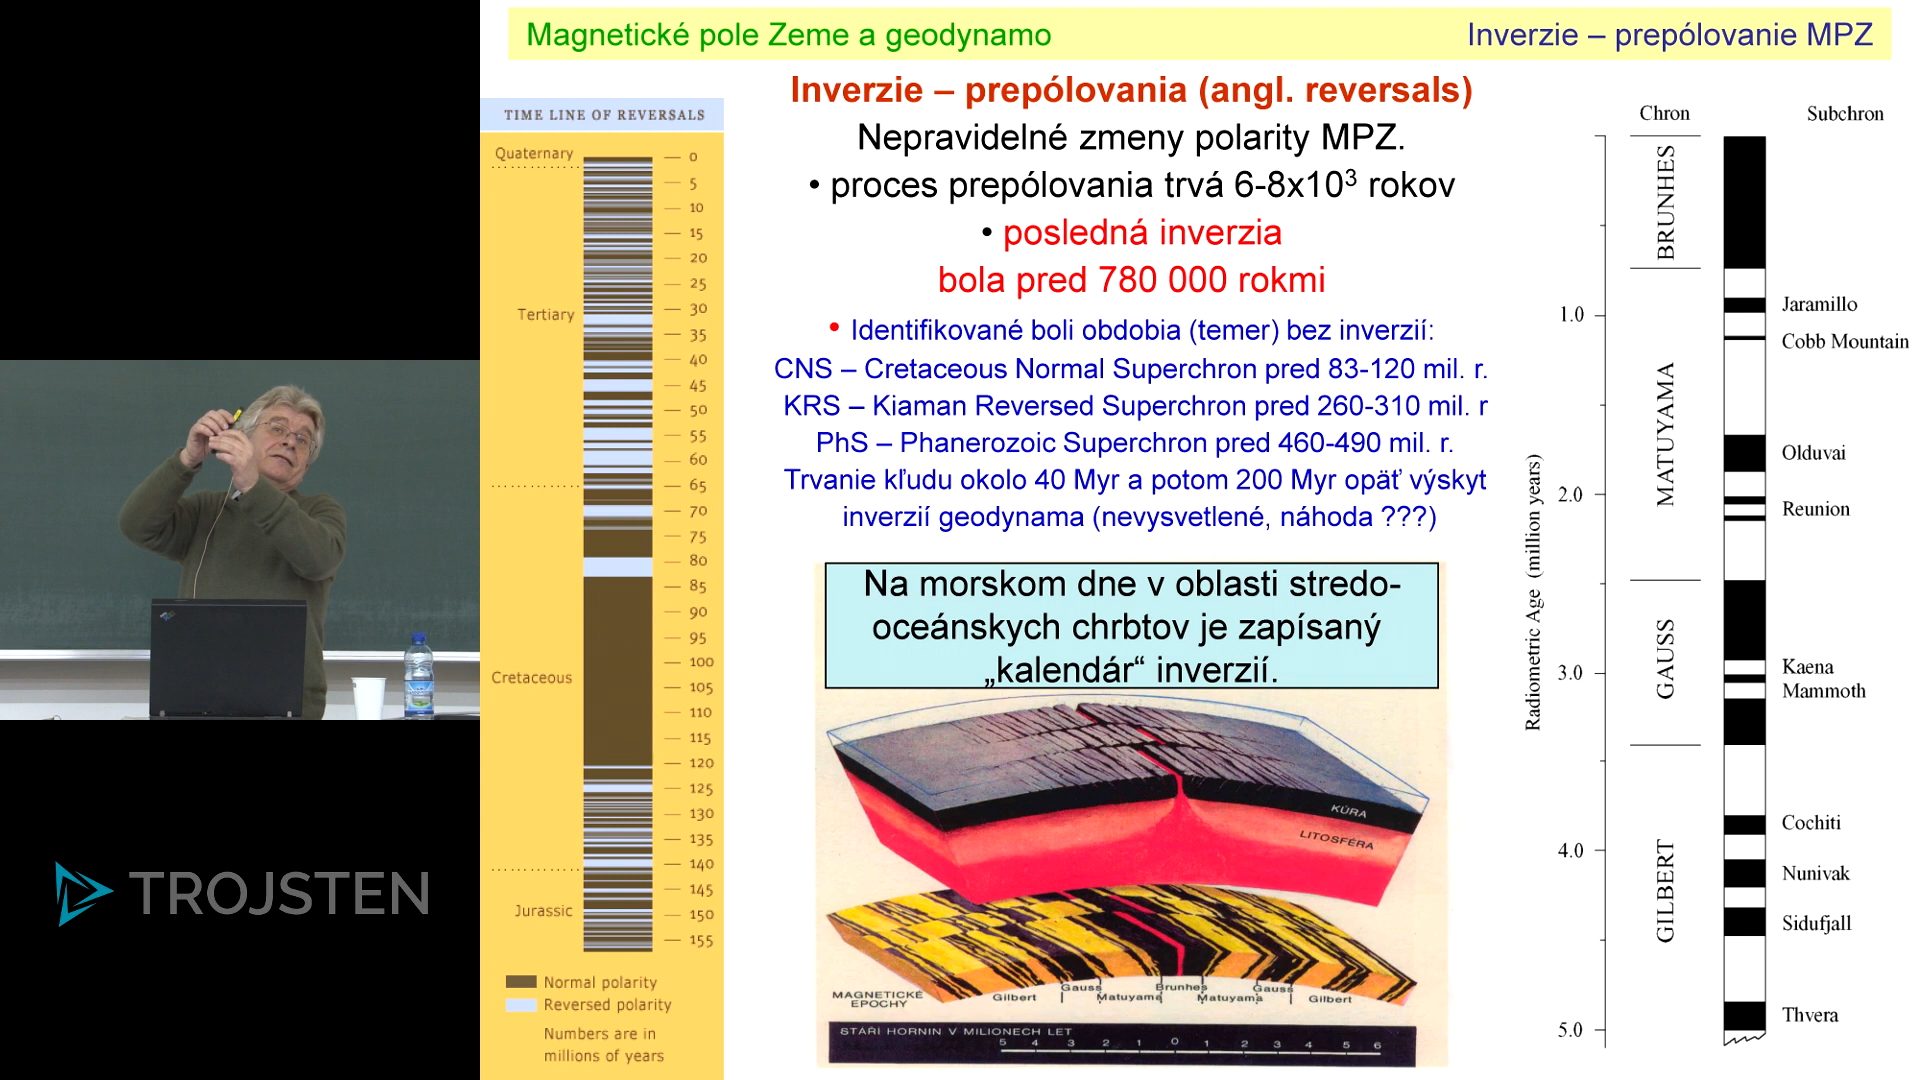 Magnetické pole Zeme a geodynamo
Inverzie – prepólovanie MPZ
TIME LINE OF REVERSALS
Quaternary
Tertiary
Cretaceous
Jurassic
0
5
10
15
20
25
30
35
40
45
50
55
60
65
70
75
80
85
90
95
100
105
110
115
120
125
130
135
140
145
150
155
Normal polarity
Reversed polarity
Numbers are in
millions of years
Inverzie – prepólovania (angl. reversals)
Nepravidelné zmeny polarity MPZ.
• proces prepólovania trvá 6-8x10³ rokov
• posledná inverzia
bola pred 780 000 rokmi
• Identifikované boli obdobia (temer) bez inverzií:
CNS – Cretaceous Normal Superchron pred 83-120 mil. r.
KRS – Kiaman Reversed Superchron pred 260-310 mil. r
PhS – Phanerozoic Superchron pred 460-490 mil. r.
Trvanie kľudu okolo 40 Myr a potom 200 Myr opäť výskyt
inverzií geodynama (nevysvetlené, náhoda ???)
Na morskom dne v oblasti stredo-
oceánskych chrbtov je zapísaný
„kalendár“ inverzií.
KŮRA
LITOSFÉRA
MAGNETICKÉ
EPOCHY
Gilbert
Gauss
Matuyama
Brunhes
Matuyama
Gauss
Gilbert
STÁŘÍ HORNIN V MILIONECH LET
5 4 3 2 1 0 1 2 3 4 5 6
Chron
Subchron
Radiometric Age (million years)
1.0
2.0
3.0
4.0
5.0
BRUNHES
MATUYAMA
GAUSS
GILBERT
Jaramillo
Cobb Mountain
Olduvai
Reunion
Kaena
Mammoth
Cochiti
Nunivak
Sidufjall
Thvera
TROJSTEN